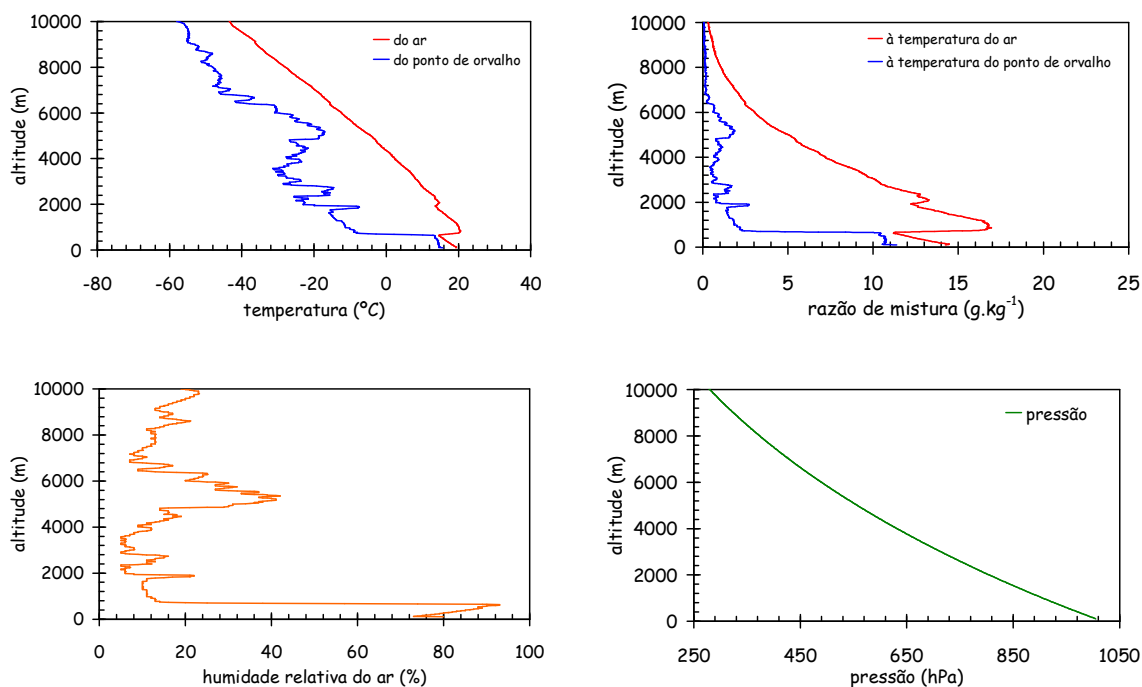 10000
8000
6000
4000
2000
0
altitude (m)
do ar
do ponto de orvalho
-80 -60 -40 -20 0 20 40
temperatura (ºC)
10000
8000
6000
4000
2000
0
altitude (m)
à temperatura do ar
à temperatura do ponto de orvalho
0 5 10 15 20 25
razão de mistura (g.kg⁻¹)
10000
8000
6000
4000
2000
0
altitude (m)
0 20 40 60 80 100
humidade relativa do ar (%)
10000
8000
6000
4000
2000
0
altitude (m)
pressão
250 450 650 850 1050
pressão (hPa)